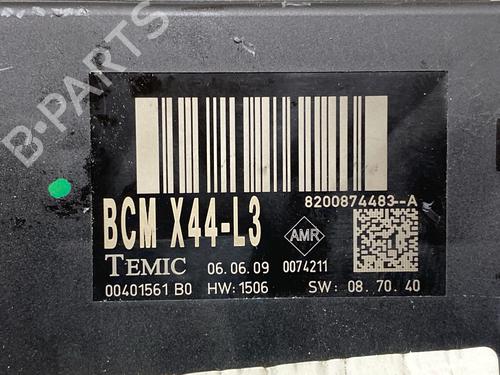 B-PARTS
8200874483--A
BCM X44-L3
AMR
TEMIC 06.06.09 0074211
00401561 B0 HW:1506 SW: 08.70.40